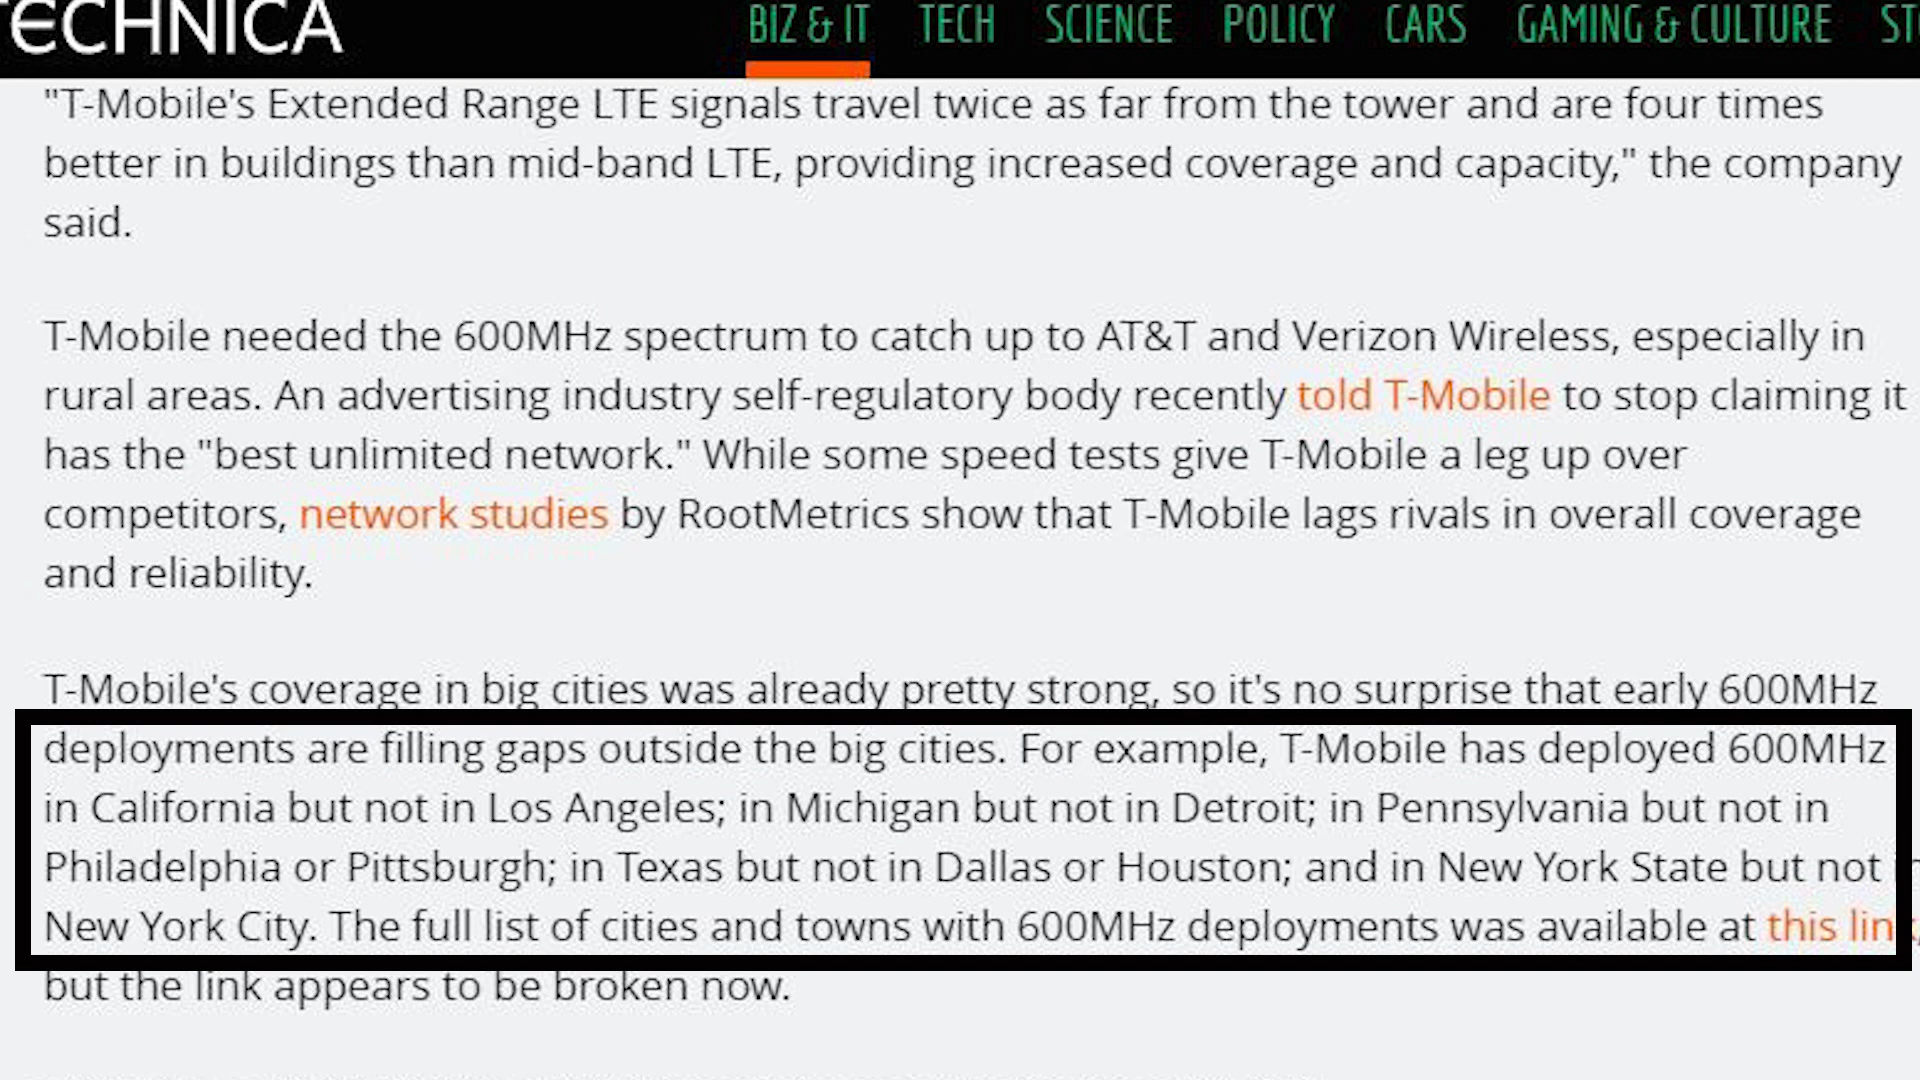 TECHNICA
BIZ & IT TECH SCIENCE POLICY CARS GAMING & CULTURE
"T-Mobile's Extended Range LTE signals travel twice as far from the tower and are four times
better in buildings than mid-band LTE, providing increased coverage and capacity," the company
said.
T-Mobile needed the 600MHz spectrum to catch up to AT&T and Verizon Wireless, especially in
rural areas. An advertising industry self-regulatory body recently told T-Mobile to stop claiming it
has the "best unlimited network." While some speed tests give T-Mobile a leg up over
competitors, network studies by RootMetrics show that T-Mobile lags rivals in overall coverage
and reliability.
T-Mobile's coverage in big cities was already pretty strong, so it's no surprise that early 600MHz
deployments are filling gaps outside the big cities. For example, T-Mobile has deployed 600MHz
in California but not in Los Angeles; in Michigan but not in Detroit; in Pennsylvania but not in
Philadelphia or Pittsburgh; in Texas but not in Dallas or Houston; and in New York State but not in
New York City. The full list of cities and towns with 600MHz deployments was available at this link,
but the link appears to be broken now.